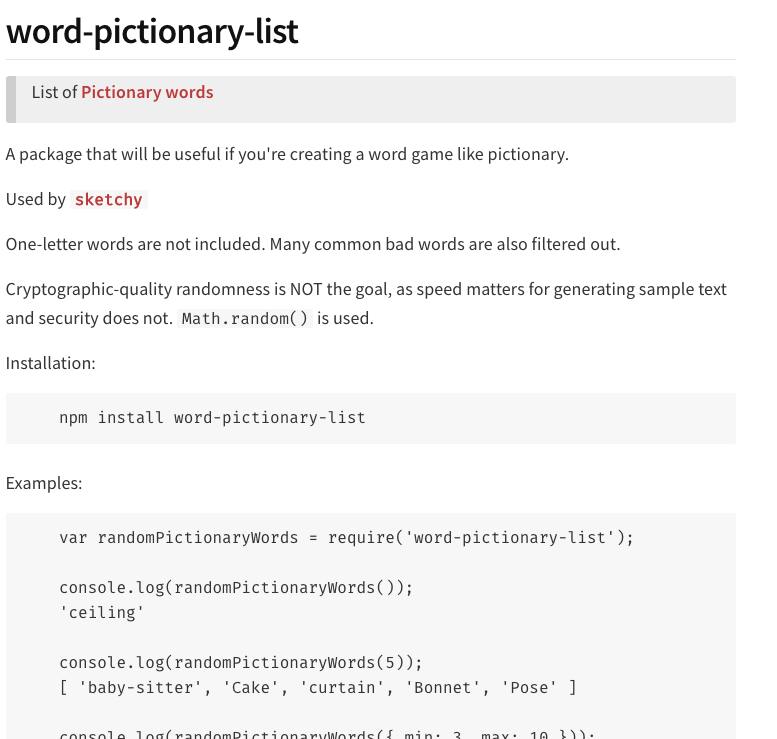 word-pictionary-list
List of Pictionary words
A package that will be useful if you're creating a word game like pictionary.
Used by sketchy
One-letter words are not included. Many common bad words are also filtered out.
Cryptographic-quality randomness is NOT the goal, as speed matters for generating sample text
and security does not. Math.random() is used.
Installation:
npm install word-pictionary-list
Examples:
var randomPictionaryWords = require('word-pictionary-list');
console.log(randomPictionaryWords());
'ceiling'
console.log(randomPictionaryWords(5));
[ 'baby-sitter', 'Cake', 'curtain', 'Bonnet', 'Pose' ]
console.log(randomPictionaryWords({ min: 3, max: 10 }));